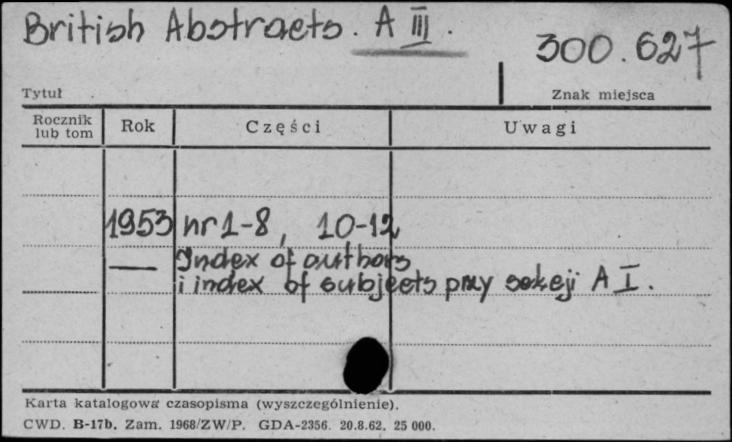 British Abstracts. A III.
300.627
Tytuł
Znak miejsca
Rocznik lub tom
Rok
Części
Uwagi
1953 nr 1-8, 10-12
— Index of authors
i index of subjects przy sekcji A I.
Karta katalogowa czasopisma (wyszczególnienie).
CWD. B-17b. Zam. 1968/ZW/P. GDA-2356. 20.8.62. 25 000.